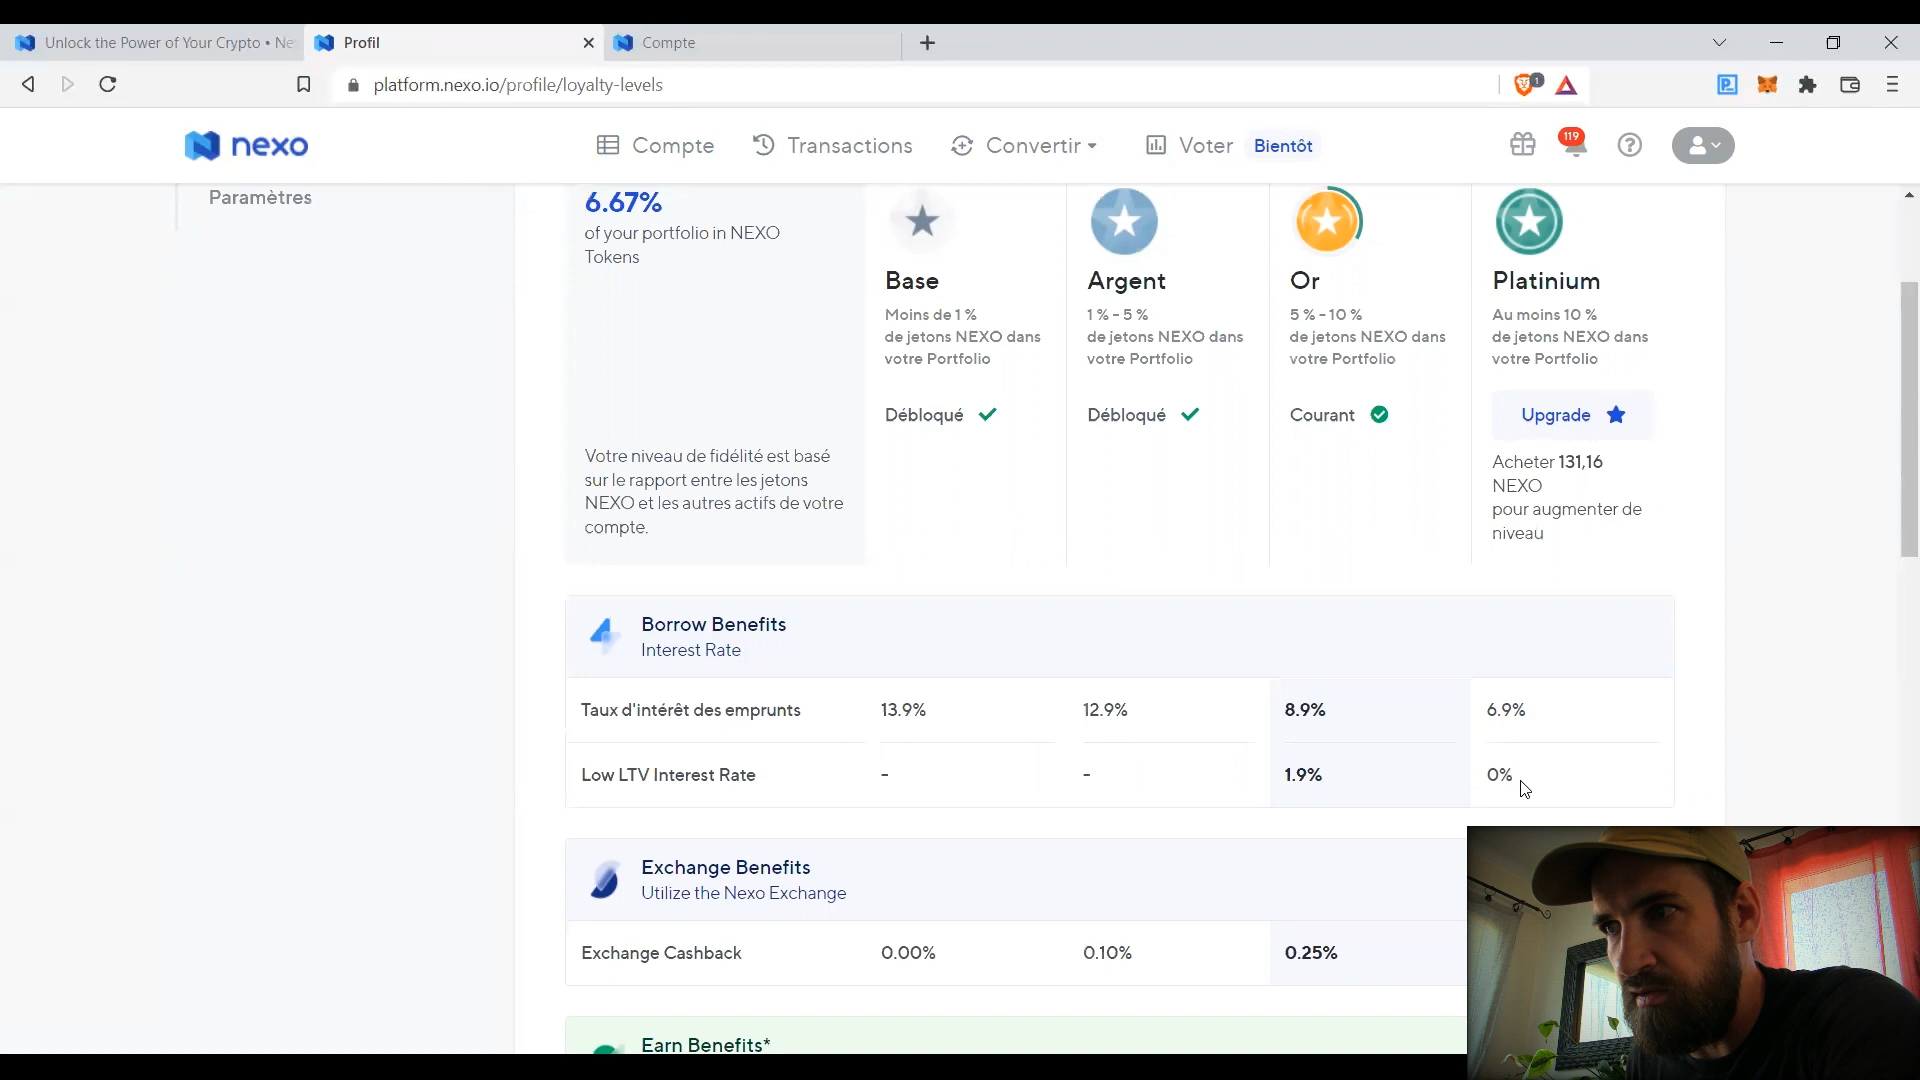 Unlock the Power of Your Crypto • Ne
Profil
Compte
platform.nexo.io/profile/loyalty-levels
1
nexo
Compte
Transactions
Convertir
Voter
Bientôt
119
Paramètres
6.67%
of your portfolio in NEXO
Tokens
Votre niveau de fidélité est basé
sur le rapport entre les jetons
NEXO et les autres actifs de votre
compte.
Base
Moins de 1 %
de jetons NEXO dans
votre Portfolio
Débloqué
Argent
1 % - 5 %
de jetons NEXO dans
votre Portfolio
Débloqué
Or
5 % - 10 %
de jetons NEXO dans
votre Portfolio
Courant
Platinium
Au moins 10 %
de jetons NEXO dans
votre Portfolio
Upgrade
Acheter 131,16
NEXO
pour augmenter de
niveau
Borrow Benefits
Interest Rate
Taux d'intérêt des emprunts 13.9% 12.9% 8.9% 6.9%
Low LTV Interest Rate - - 1.9% 0%
Exchange Benefits
Utilize the Nexo Exchange
Exchange Cashback 0.00% 0.10% 0.25%
Earn Benefits*